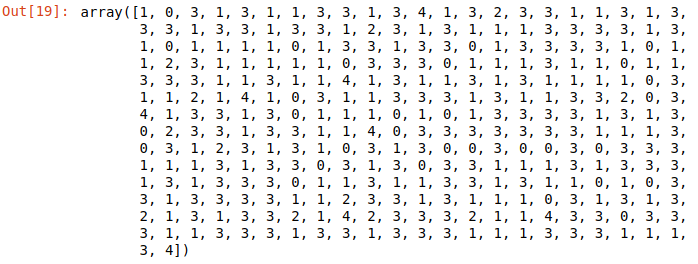 Out[19]: array([1, 0, 3, 1, 3, 1, 1, 3, 3, 1, 3, 4, 1, 3, 2, 3, 3, 1, 1, 3, 1, 3,
3, 3, 1, 3, 3, 1, 3, 3, 1, 2, 3, 1, 3, 1, 1, 1, 3, 3, 3, 3, 1, 3,
1, 0, 1, 1, 1, 1, 0, 1, 3, 3, 1, 3, 3, 0, 1, 3, 3, 3, 3, 1, 0, 1,
1, 2, 3, 1, 1, 1, 1, 1, 0, 3, 3, 3, 0, 1, 1, 1, 3, 1, 1, 0, 1, 1,
3, 3, 3, 1, 1, 3, 1, 1, 4, 1, 3, 1, 1, 3, 1, 3, 1, 1, 1, 1, 0, 3,
1, 1, 2, 1, 4, 1, 0, 3, 1, 1, 3, 3, 3, 1, 3, 1, 1, 3, 3, 2, 0, 3,
4, 1, 3, 3, 1, 3, 0, 1, 1, 1, 0, 1, 0, 1, 3, 3, 3, 3, 1, 3, 1, 3,
0, 2, 3, 3, 1, 3, 3, 1, 1, 4, 0, 3, 3, 3, 3, 3, 3, 3, 1, 1, 1, 3,
0, 3, 1, 2, 3, 1, 3, 1, 0, 3, 1, 3, 0, 0, 3, 0, 0, 3, 0, 3, 3, 3,
1, 1, 1, 3, 1, 3, 3, 0, 3, 1, 3, 0, 3, 3, 1, 1, 1, 3, 1, 3, 3, 3,
1, 3, 1, 3, 3, 3, 0, 1, 1, 3, 1, 1, 3, 3, 1, 3, 1, 1, 0, 1, 0, 3,
3, 1, 3, 3, 3, 3, 1, 1, 2, 3, 3, 1, 3, 1, 1, 1, 0, 3, 1, 3, 1, 3,
2, 1, 3, 1, 3, 3, 2, 1, 4, 2, 3, 3, 3, 2, 1, 1, 4, 3, 3, 0, 3, 3,
3, 1, 1, 3, 3, 3, 1, 3, 3, 1, 3, 3, 3, 1, 1, 1, 3, 3, 3, 1, 1, 1,
3, 4])